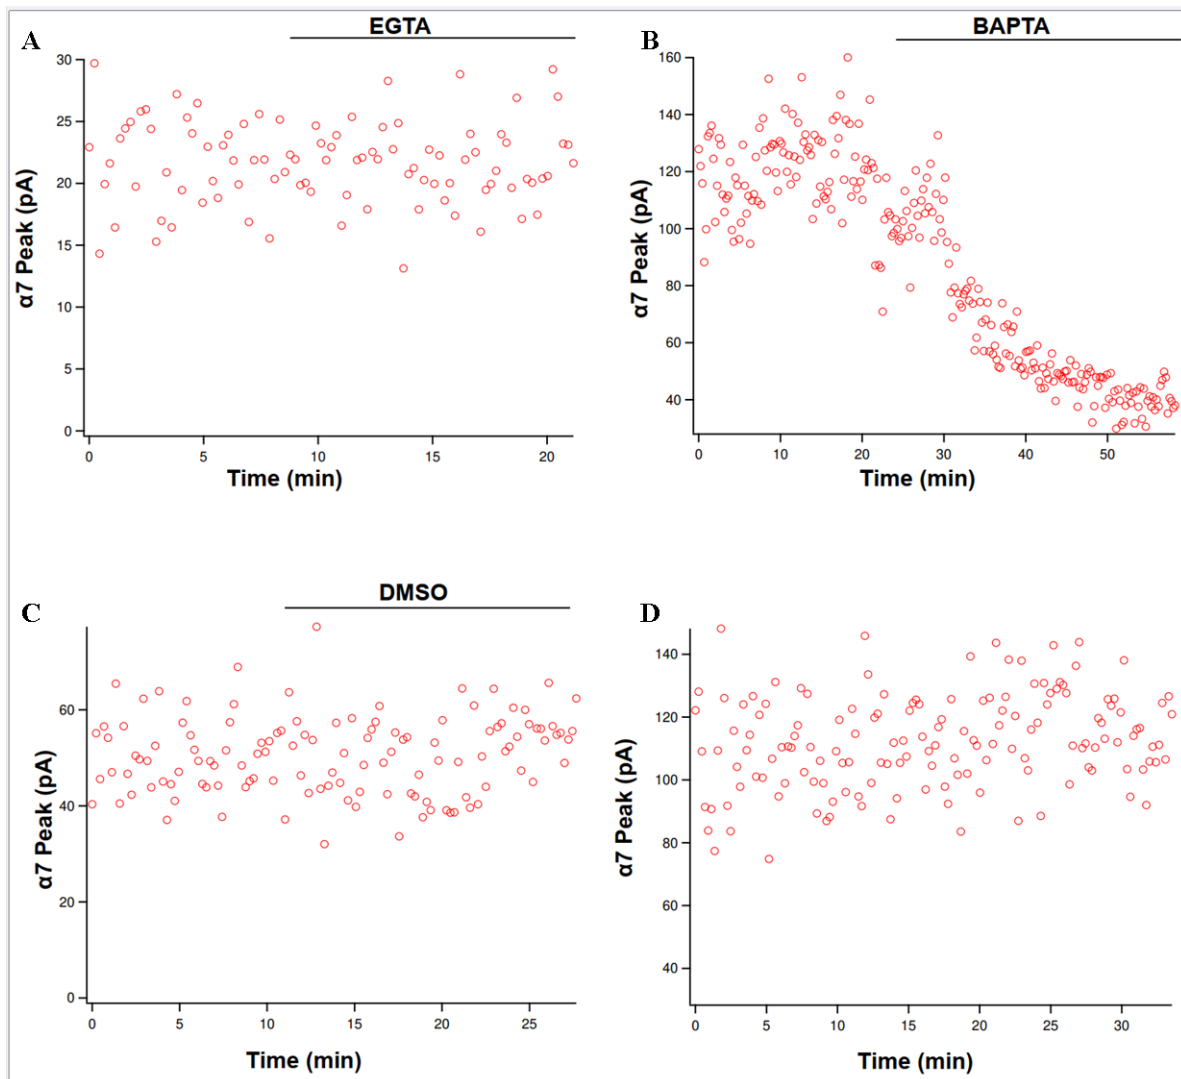 A
EGTA
30
25
20
15
10
5
0
α7 Peak (pA)
0 5 10 15 20
Time (min)
B
BAPTA
160
140
120
100
80
60
40
α7 Peak (pA)
0 10 20 30 40 50
Time (min)
C
DMSO
60
40
20
0
α7 Peak (pA)
0 5 10 15 20 25
Time (min)
D
140
120
100
80
60
40
α7 Peak (pA)
0 5 10 15 20 25 30
Time (min)